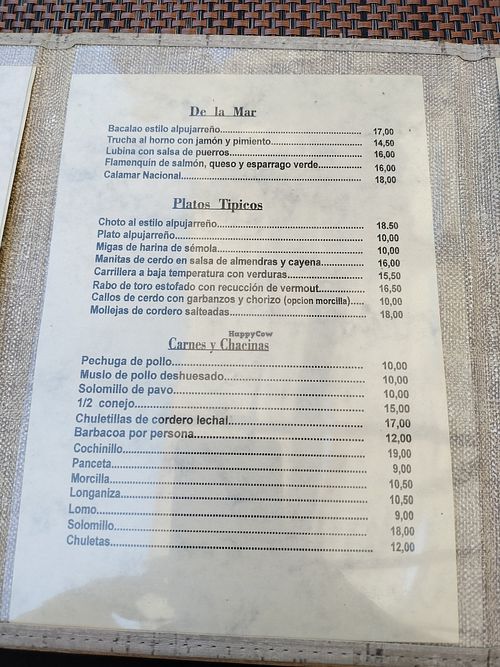 De la Mar
Bacalao estilo alpujarreño 17,00
Trucha al horno con jamón y pimiento 14,50
Lubina con salsa de puerros 16,00
Flamenquín de salmón, queso y esparrago verde 16,00
Calamar Nacional 18,00
Platos Tipicos
Choto al estilo alpujarreño 18.50
Plato alpujarreño 10,00
Migas de harina de sémola 10,00
Manitas de cerdo en salsa de almendras y cayena 16,00
Carrillera a baja temperatura con verduras 15,50
Rabo de toro estofado con recucción de vermout 16,50
Callos de cerdo con garbanzos y chorizo (opcion morcilla) 10,00
Mollejas de cordero salteadas 18,00
HappyCow
Carnes y Chacinas
Pechuga de pollo 10,00
Muslo de pollo deshuesado 10,00
Solomillo de pavo 10,00
1/2 conejo 15,00
Chuletillas de cordero lechal 17,00
Barbacoa por persona 12,00
Cochinillo 19,00
Panceta 9,00
Morcilla 10,50
Longaniza 10,50
Lomo 9,00
Solomillo 18,00
Chuletas 12,00